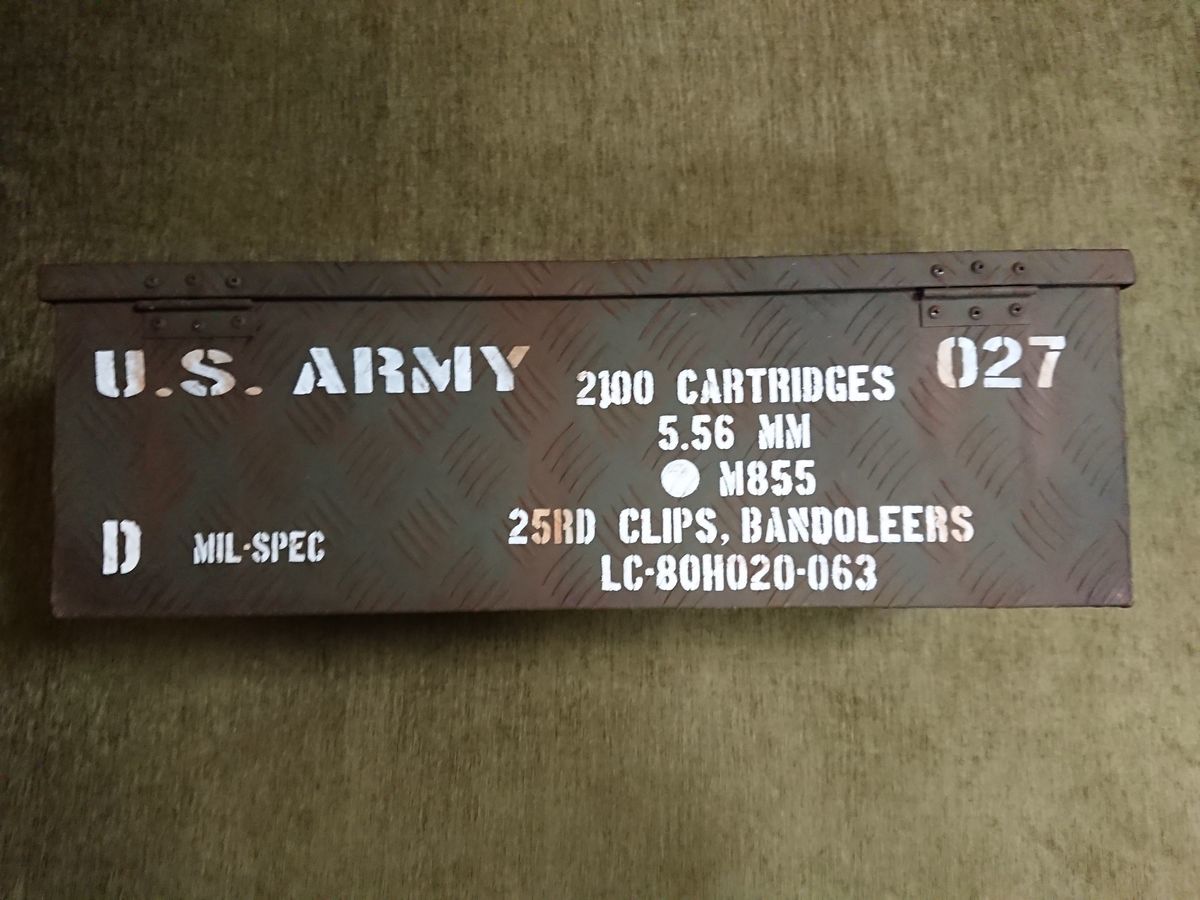 U.S. ARMY
2100 CARTRIDGES
027
5.56 MM
M855
25RD CLIPS, BANDOLEERS
D MIL-SPEC
LC-80H020-063